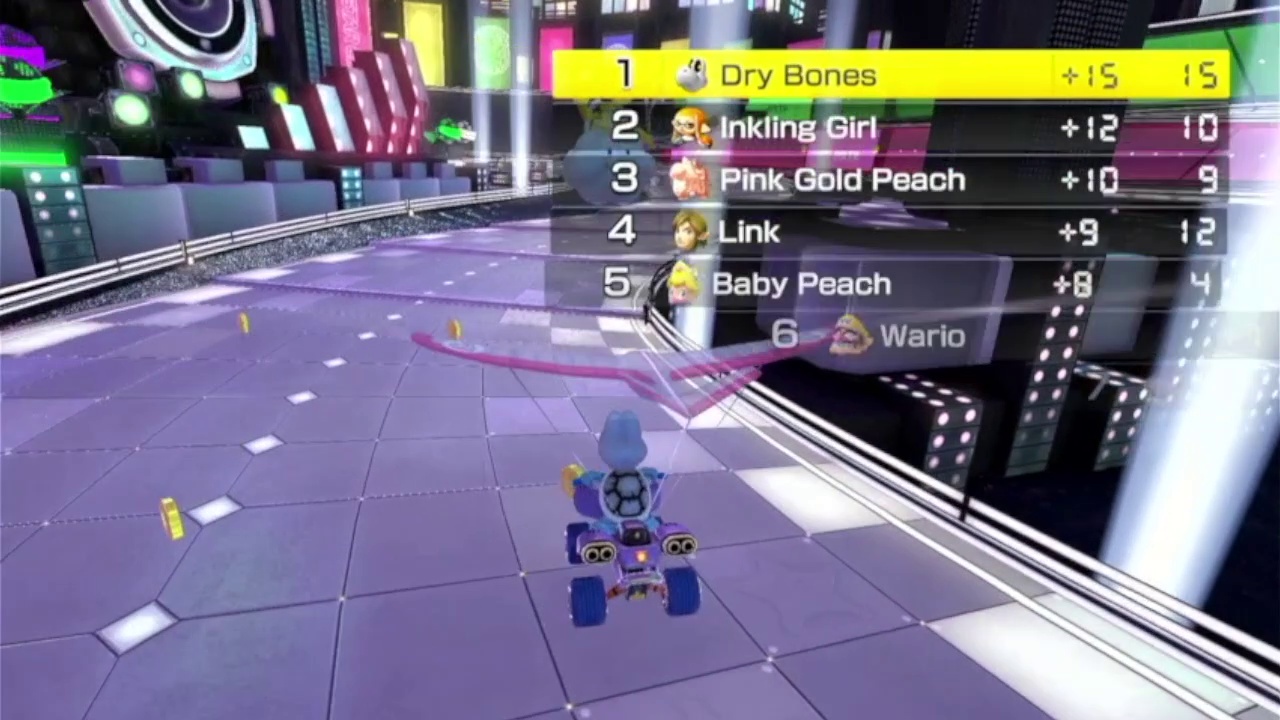 1 Dry Bones +15 15
2 Inkling Girl +12 10
3 Pink Gold Peach +10 9
4 Link +9 12
5 Baby Peach +8 4
6 Wario